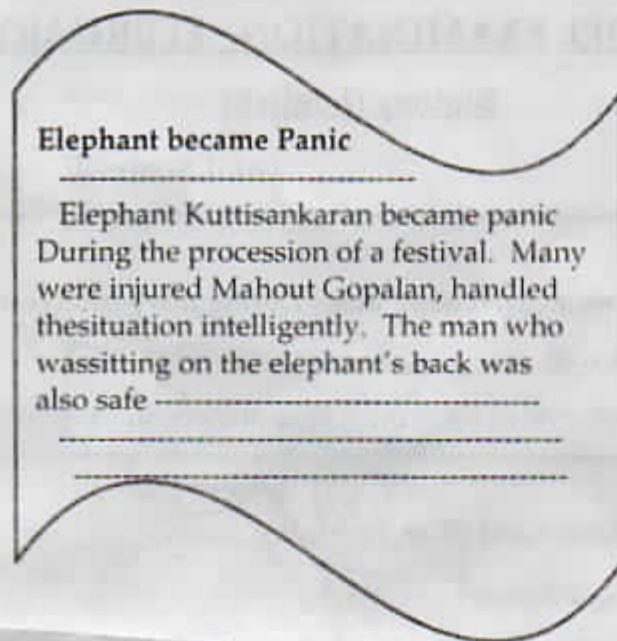 Elephant became Panic
Elephant Kuttisankaran became panic
During the procession of a festival. Many
were injured Mahout Gopalan, handled
thesituation intelligently. The man who
wassitting on the elephant's back was
also safe